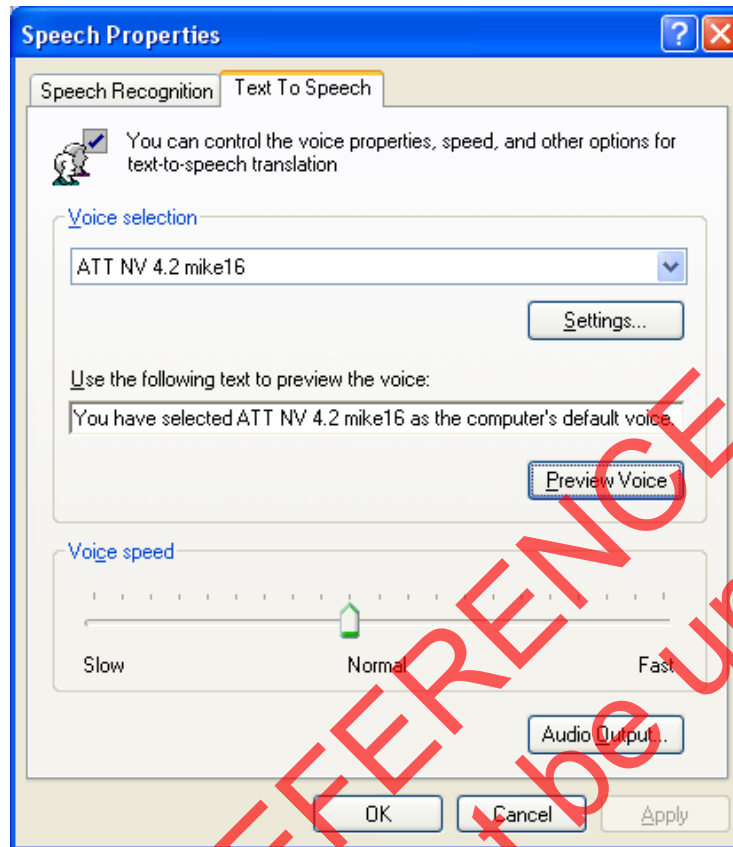 Speech Properties
Speech Recognition
Text To Speech
You can control the voice properties, speed, and other options for
text-to-speech translation
Voice selection
ATT NV 4.2 mike16
Settings...
Use the following text to preview the voice:
You have selected ATT NV 4.2 mike16 as the computer's default voice.
Preview Voice
Voice speed
Slow Normal Fast
Audio Output...
OK Cancel Apply
be